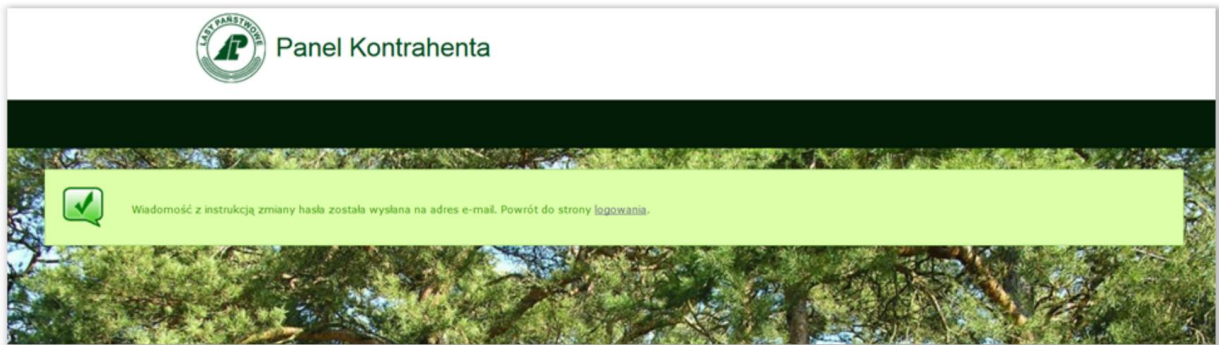 LASY PAŃSTWOWE
Panel Kontrahenta
Wiadomość z instrukcją zmiany hasła została wysłana na adres e-mail. Powrót do strony logowania.